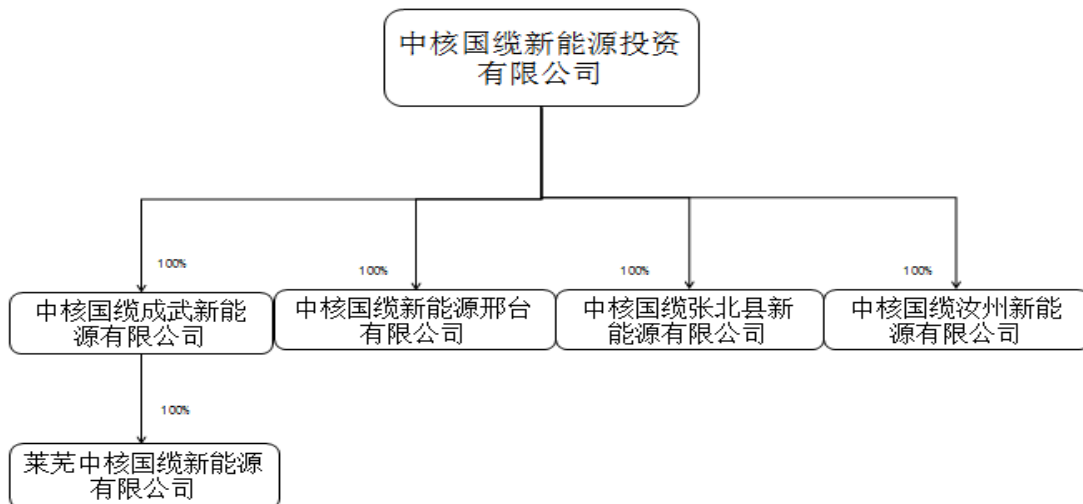 中核国缆新能源投资
有限公司
100%
100%
100%
100%
中核国缆成武新能
源有限公司
中核国缆新能源邢台
有限公司
中核国缆张北县新
能源有限公司
中核国缆汝州新能
源有限公司
100%
莱芜中核国缆新能源
有限公司